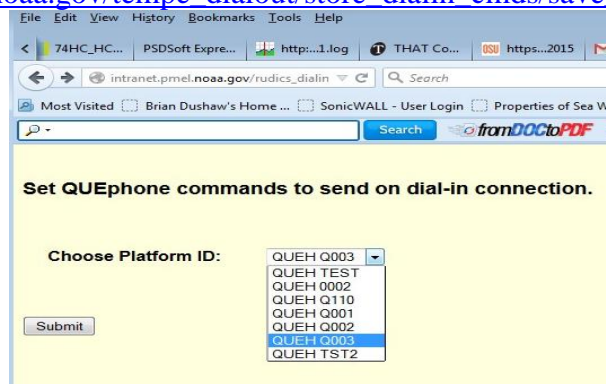 noaa.gov/tempe_dialout/store_dialin_cmds/save
File Edit View History Bookmarks Tools Help
74HC_HC... PSDSoft Expre... http:...1.log THAT Co... OSU https...2015
intranet.pmel.noaa.gov/rudics_dialin Search
Most Visited Brian Dushaw's Home ... SonicWALL - User Login Properties of Sea W
Search fromDOCtoPDF
Set QUEphone commands to send on dial-in connection.
Choose Platform ID: QUEH Q003
QUEH TEST
QUEH 0002
QUEH Q110
QUEH Q001
Submit QUEH Q002
QUEH Q003
QUEH TST2